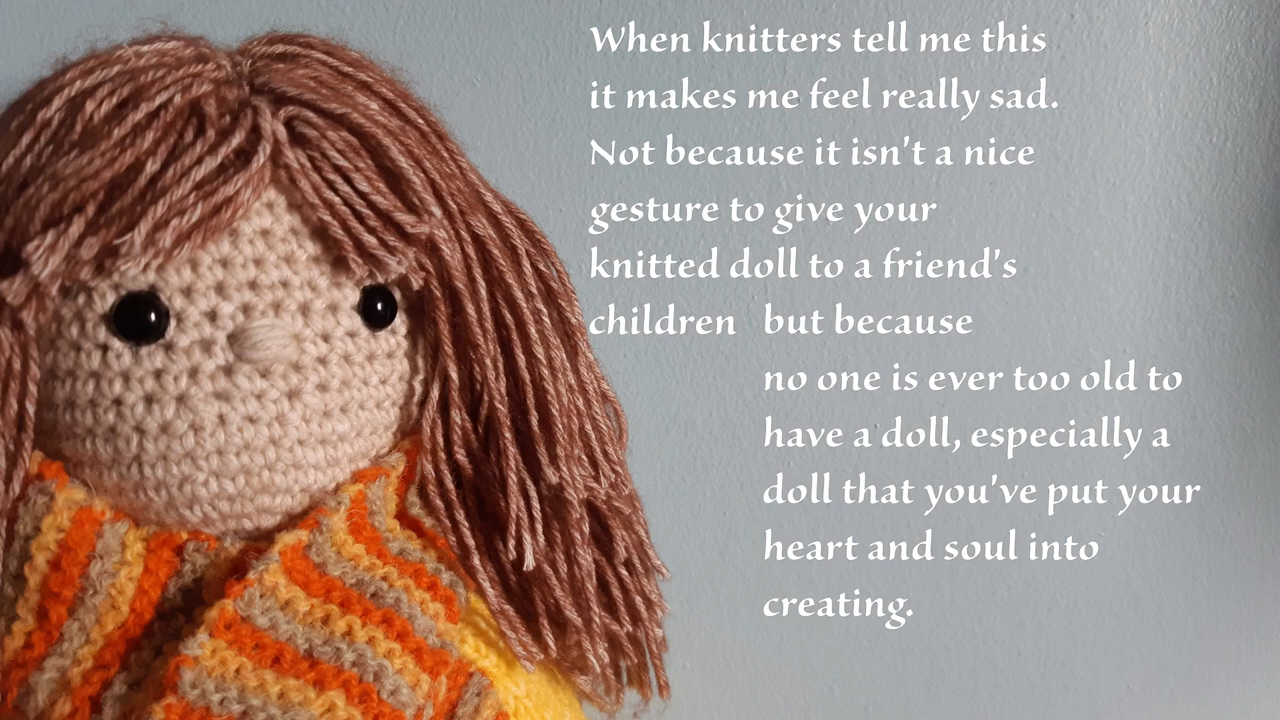 When knitters tell me this
it makes me feel really sad.
Not because it isn't a nice
gesture to give your
knitted doll to a friend's
children but because
no one is ever too old to
have a doll, especially a
doll that you've put your
heart and soul into
creating.